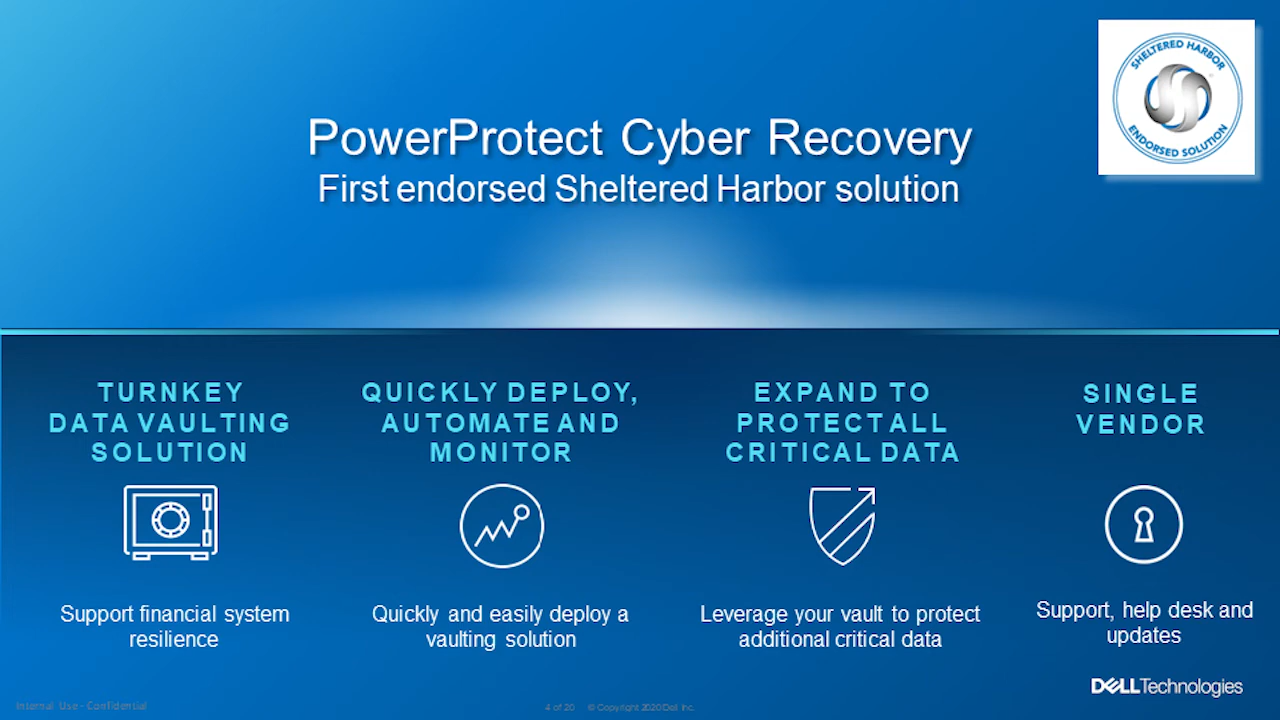 SHELTERED HARBOR
ENDORSED SOLUTION
PowerProtect Cyber Recovery
First endorsed Sheltered Harbor solution
TURNKEY
DATA VAULTING
SOLUTION
Support financial system
resilience
QUICKLY DEPLOY,
AUTOMATE AND
MONITOR
Quickly and easily deploy a
vaulting solution
EXPAND TO
PROTECT ALL
CRITICAL DATA
Leverage your vault to protect
additional critical data
SINGLE
VENDOR
Support, help desk and
updates
DELLTechnologies
Internal Use - Confidential
4 of 20 © Copyright 2020 Dell Inc.